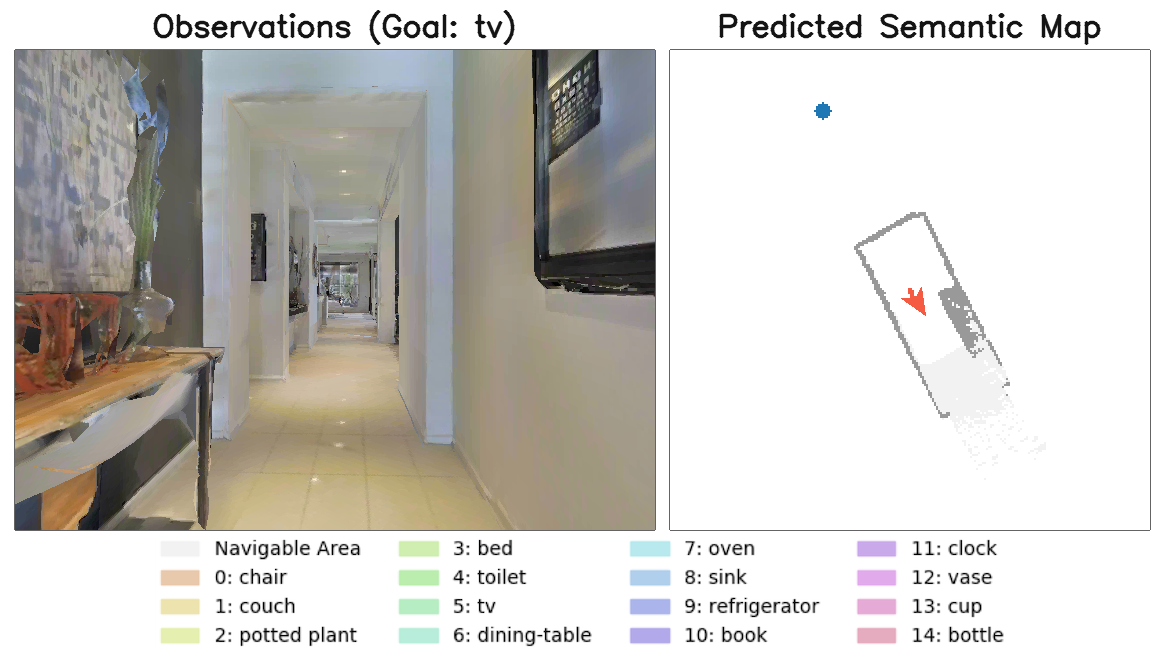 Observations (Goal: tv)
Predicted Semantic Map
Navigable Area
0: chair
1: couch
2: potted plant
3: bed
4: toilet
5: tv
6: dining-table
7: oven
8: sink
9: refrigerator
10: book
11: clock
12: vase
13: cup
14: bottle